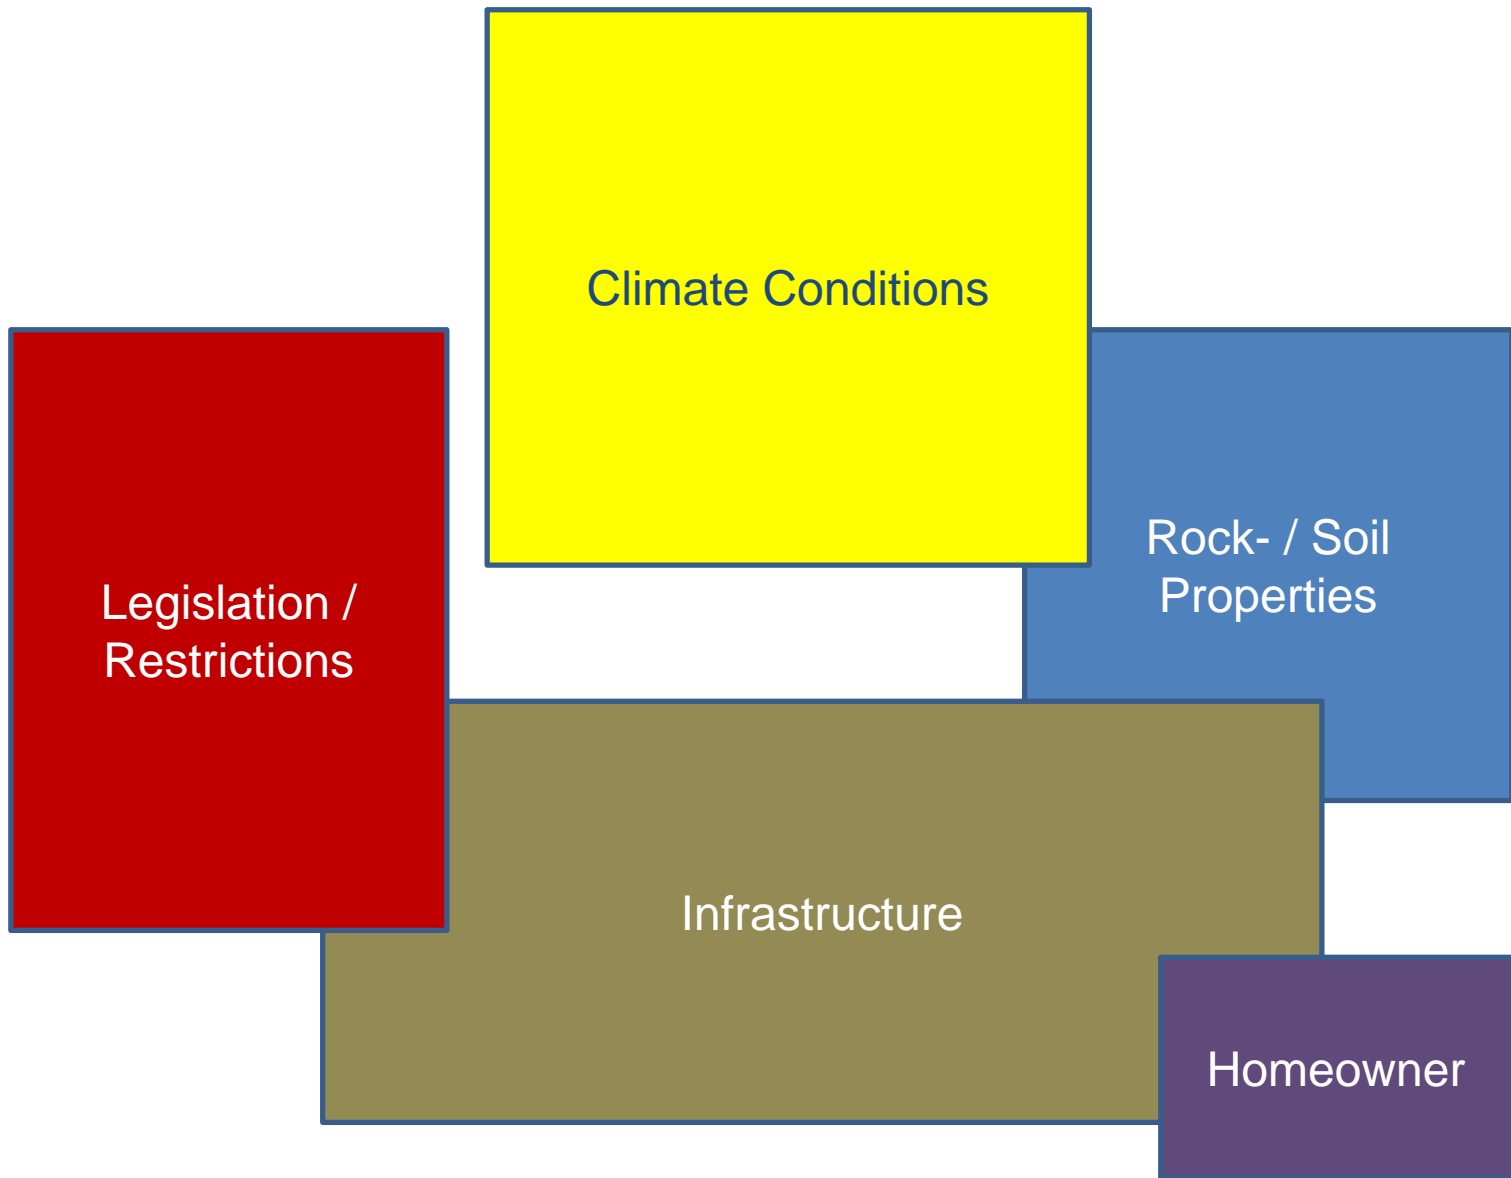 Climate Conditions
Rock- / Soil
Properties
Legislation /
Restrictions
Infrastructure
Homeowner